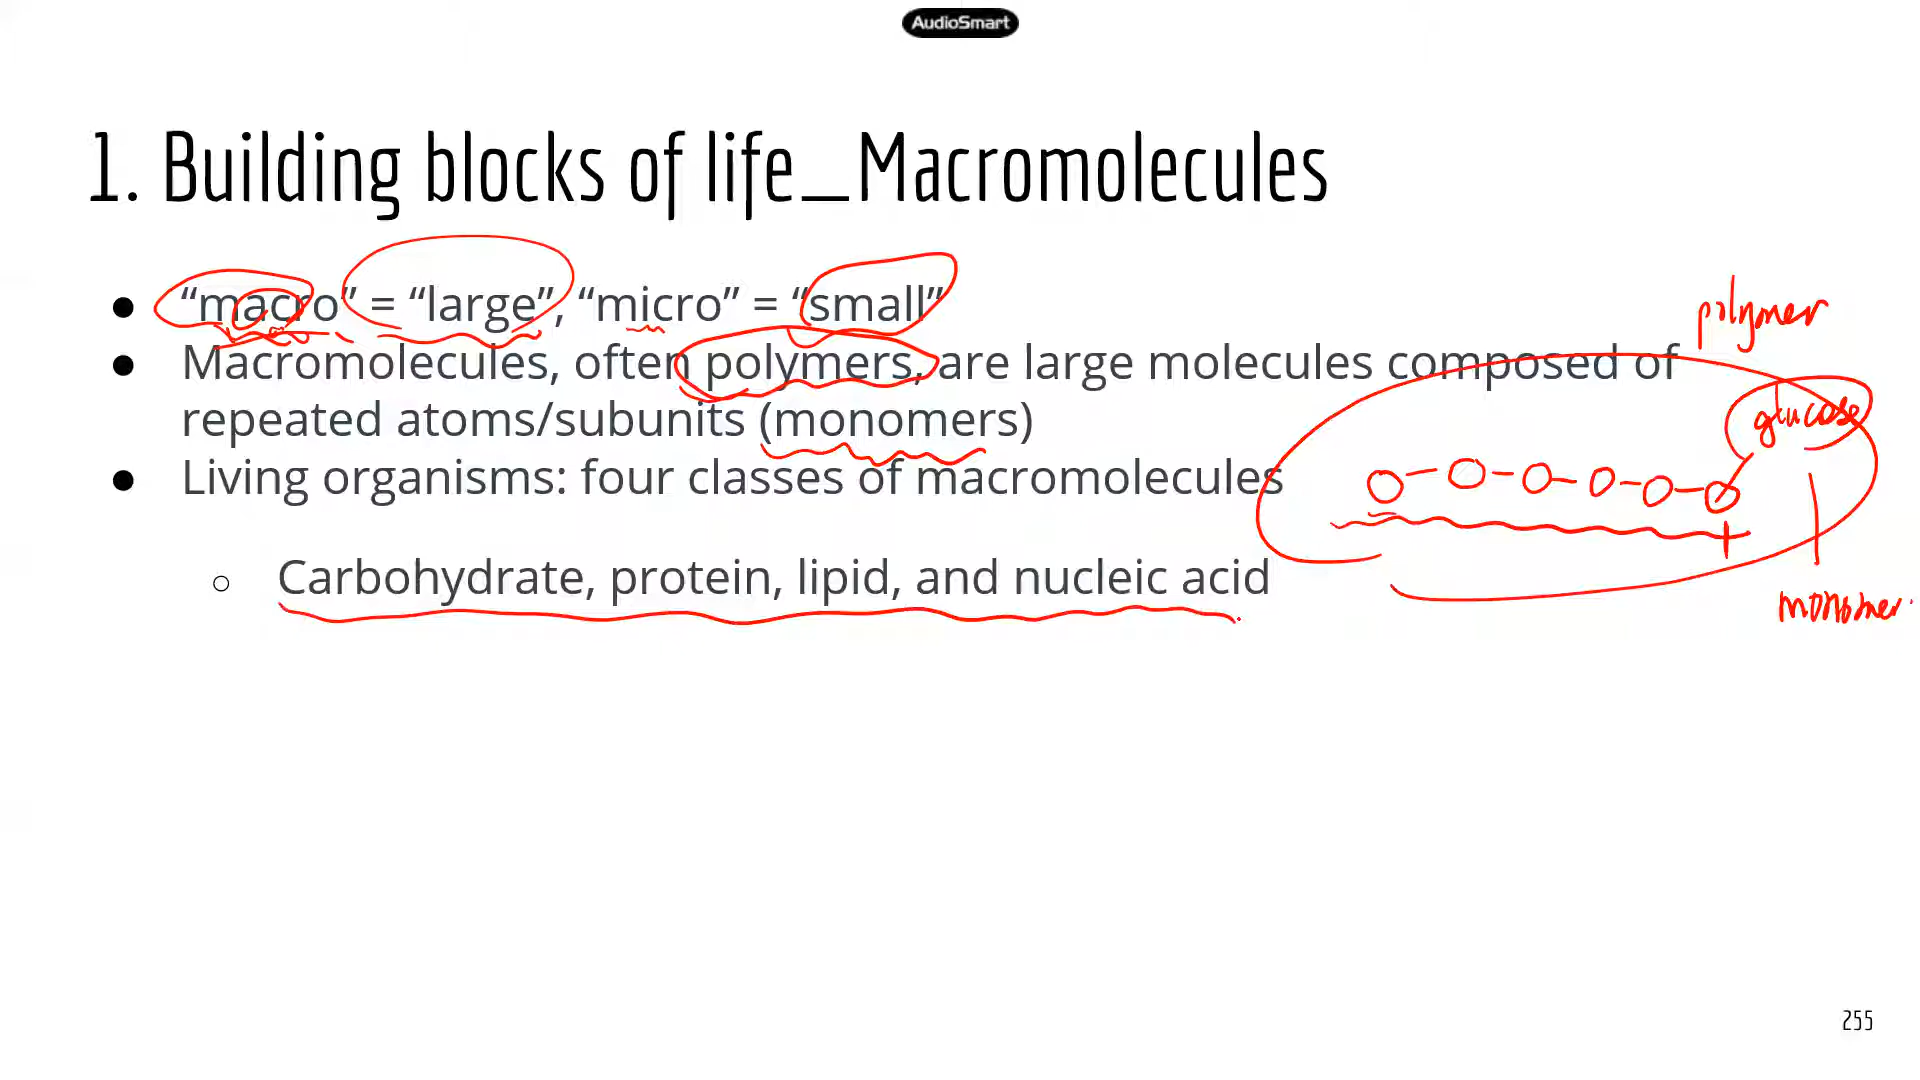 AudioSmart
1. Building blocks of life_Macromolecules
● “macro” = “large”, “micro” = “small”
● Macromolecules, often polymers, are large molecules composed of
repeated atoms/subunits (monomers)
● Living organisms: four classes of macromolecules
○ Carbohydrate, protein, lipid, and nucleic acid
polymer
glucose
monomer
255